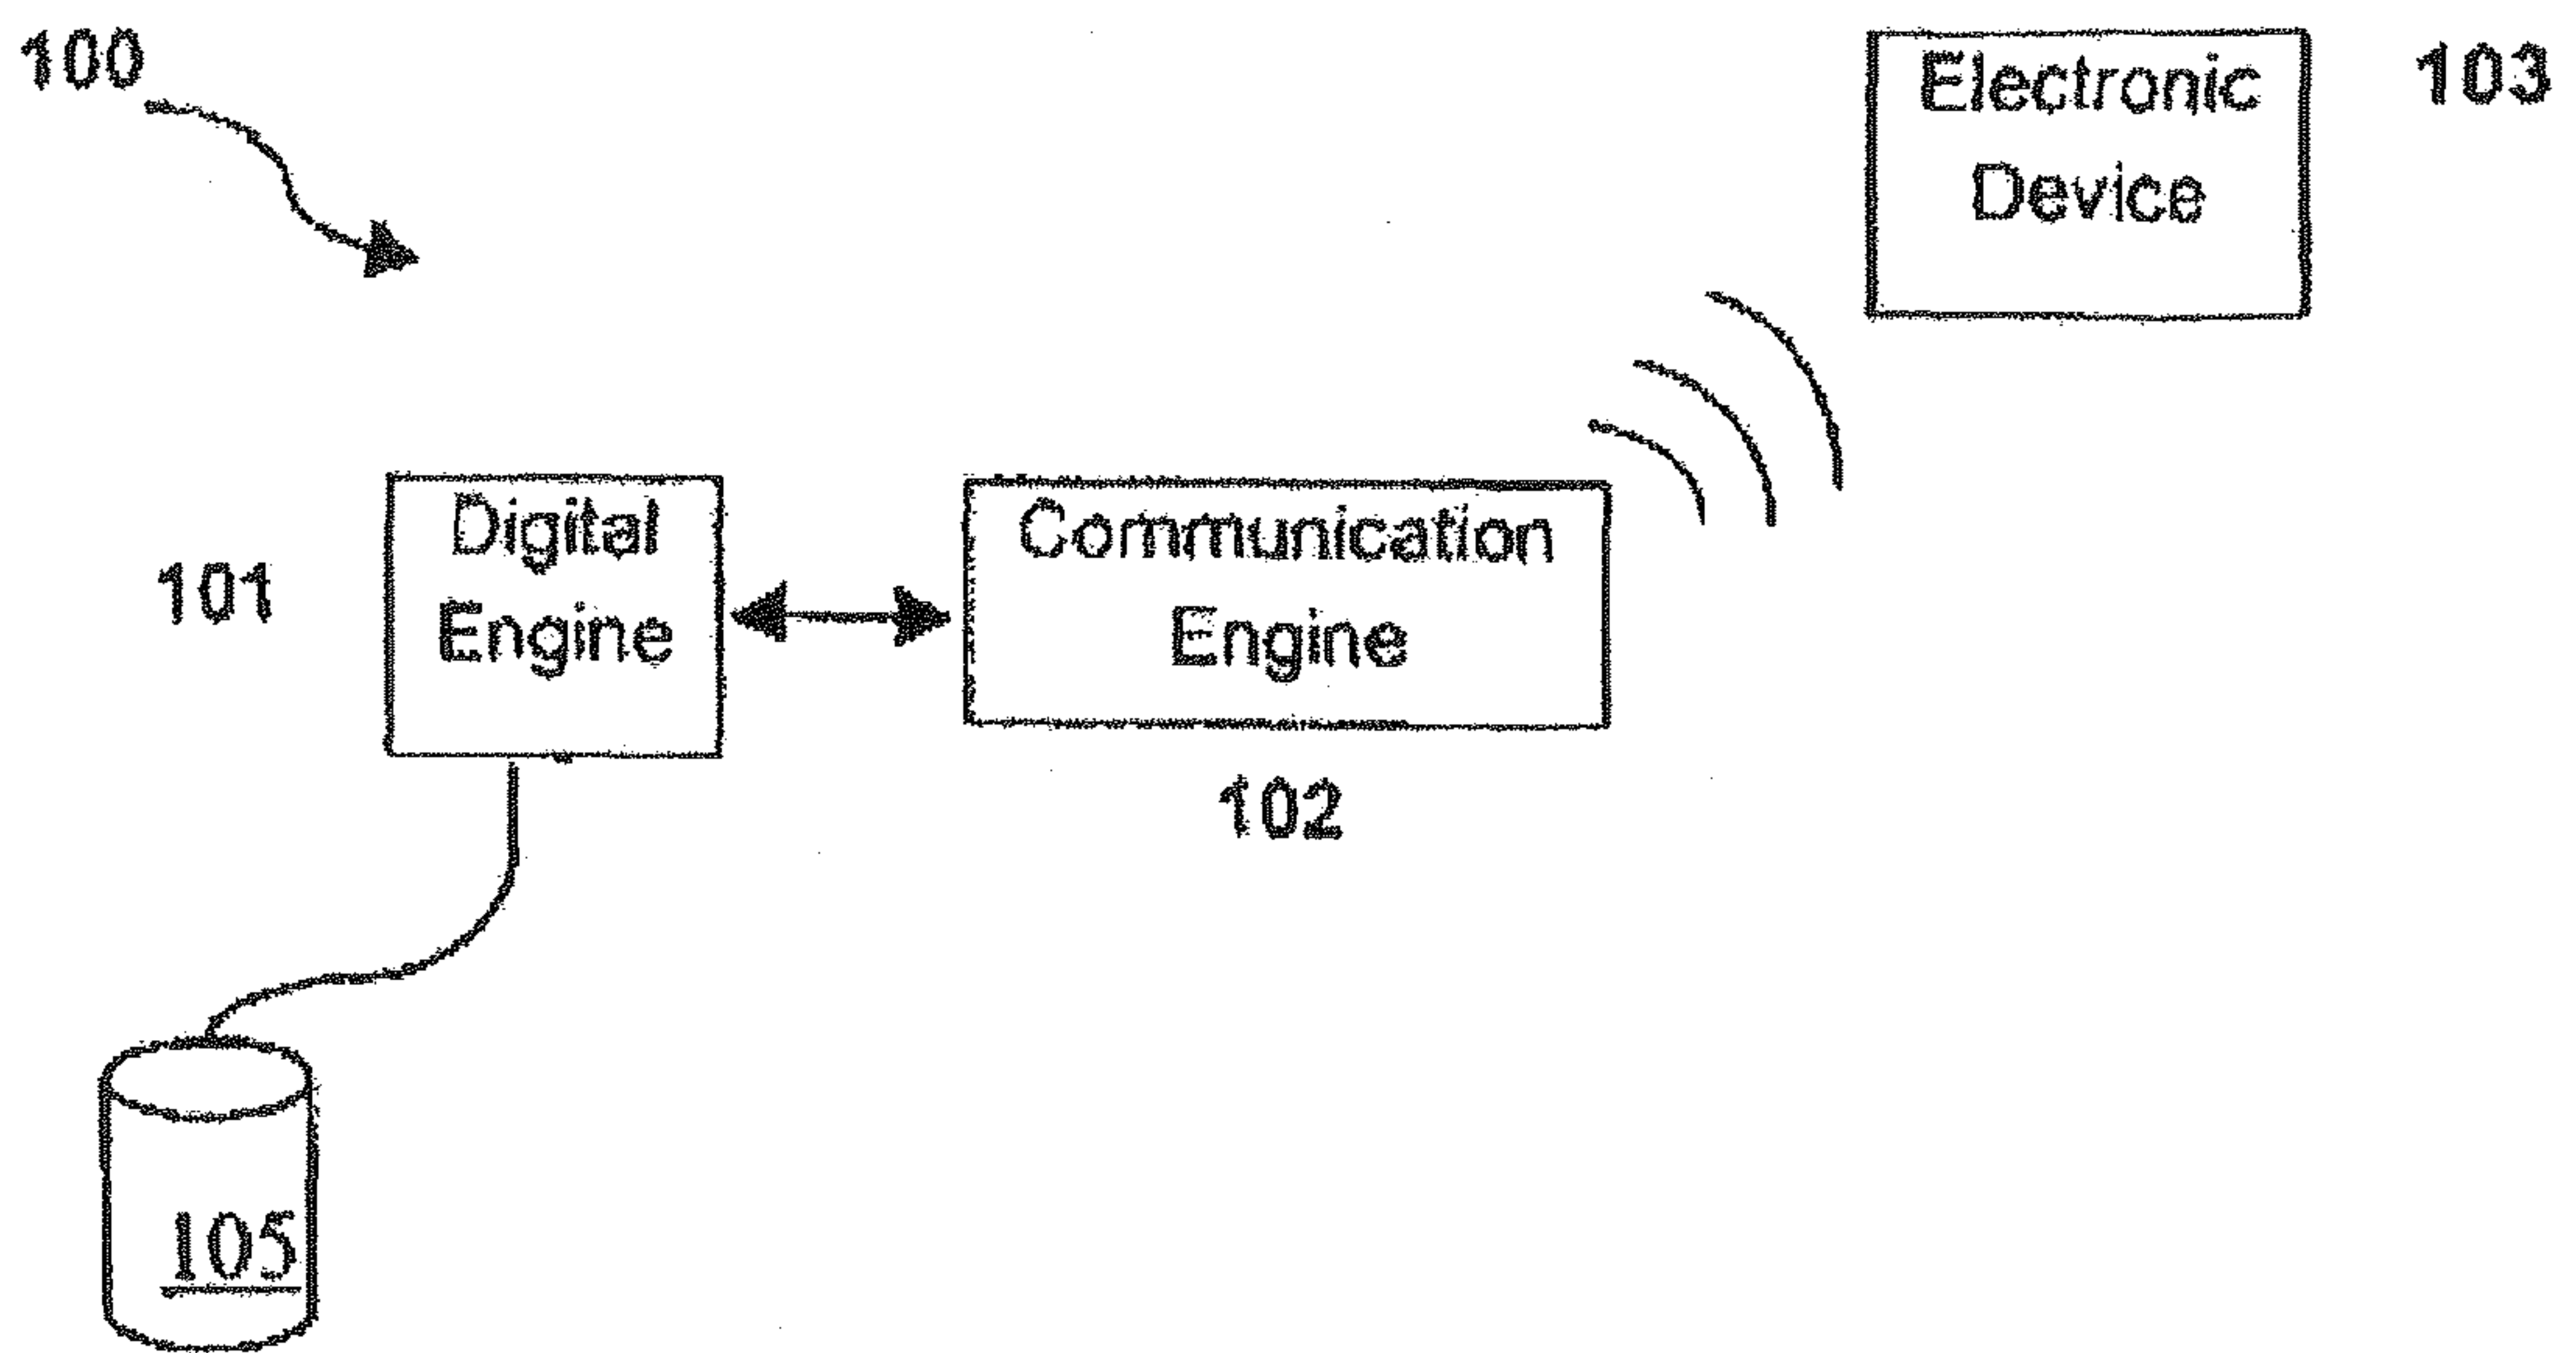 100
Electronic
Device
103
101
Digital
Engine
Communication
Engine
102
105